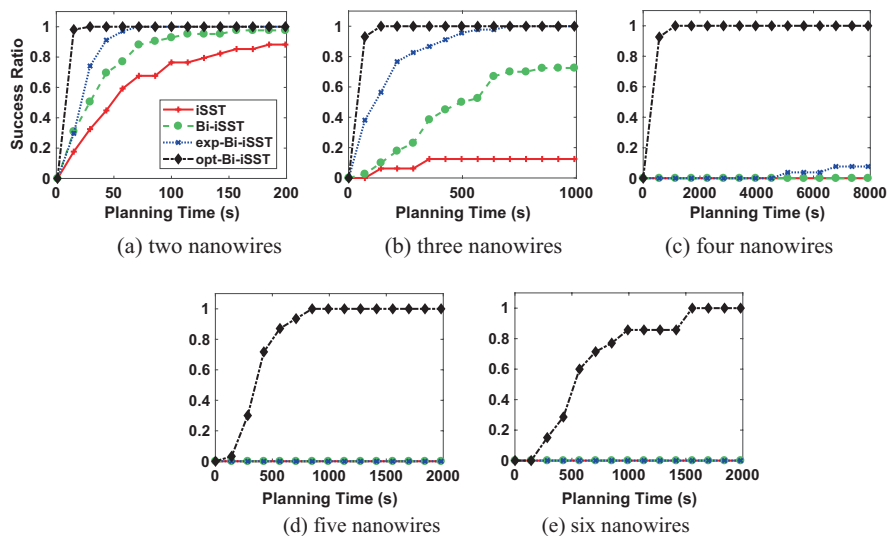 Success Ratio
1
0.8
0.6
0.4
0.2
0
0 50 100 150 200
Planning Time (s)
iSST
Bi-iSST
exp-Bi-iSST
opt-Bi-iSST
(a) two nanowires
1
0.8
0.6
0.4
0.2
0
0 500 1000
Planning Time (s)
(b) three nanowires
1
0.8
0.6
0.4
0.2
0
0 2000 4000 6000 8000
Planning Time (s)
(c) four nanowires
1
0.8
0.6
0.4
0.2
0
0 500 1000 1500 2000
Planning Time (s)
(d) five nanowires
1
0.8
0.6
0.4
0.2
0
0 500 1000 1500 2000
Planning Time (s)
(e) six nanowires